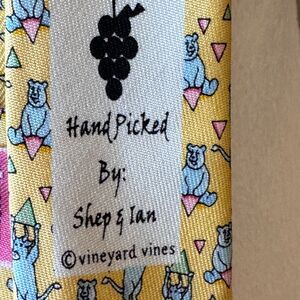 Hand Picked
By:
Shep & Ian
©vineyard vines